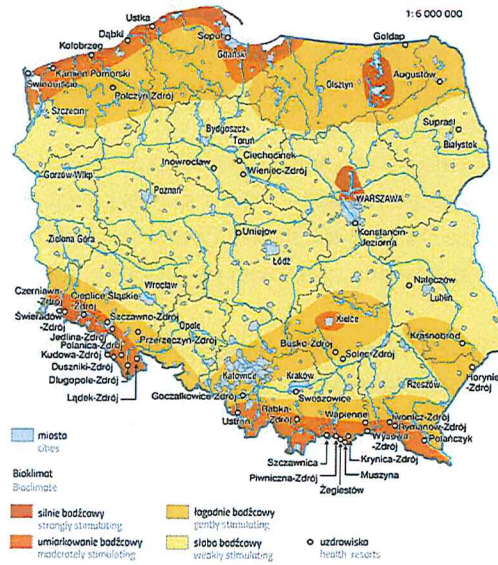 1:6 000 000
Ustka
Dąbki
Sopot
Gołdap
Kołobrzeg
Gdańsk
Kamień Pomorski
Świnoujście
Augustów
Olsztyn
Połczyn-Zdrój
Szczecin
Supraśl
Bydgoszcz
Białystok
Toruń
Ciechocinek
Inowrocław
Wieniec-Zdrój
Gorzów Wlkp
Poznań
WARSZAWA
Uniejów
Konstancin-
Jeziorna
Zielona Góra
Łódź
Nałęczów
Lublin
Wrocław
Czerniawa-
Zdrój
Cieplice Śląskie-
Zdrój
Świeradów
-Zdrój
Szczawno-Zdrój
Jedlina-Zdrój
Opole
Kielce
Krasnobród
Polanica-Zdrój
Przerzeczyn-Zdrój
Busko-Zdrój
Solec-Zdrój
Kudowa-Zdrój
Duszniki-Zdrój
Katowice
Kraków
Rzeszów
Horyniec
-Zdrój
Długopole-Zdrój
Swoszowice
Goczałkowice-Zdrój
Lądek-Zdrój
Rabka-
Zdrój
Wapienne
Iwonicz-Zdrój
Rymanów-Zdrój
Ustroń
Wysowa
-Zdrój
Polańczyk
Szczawnica
Krynica-Zdrój
Piwniczna-Zdrój
Muszyna
Żegiestów
miasta
cities
Bioklimat
Bioclimate
silnie bodźcowy
strongly stimulating
łagodnie bodźcowy
gently stimulating
umiarkowanie bodźcowy
moderately stimulating
słabo bodźcowy
weakly stimulating
uzdrowiska
health resorts